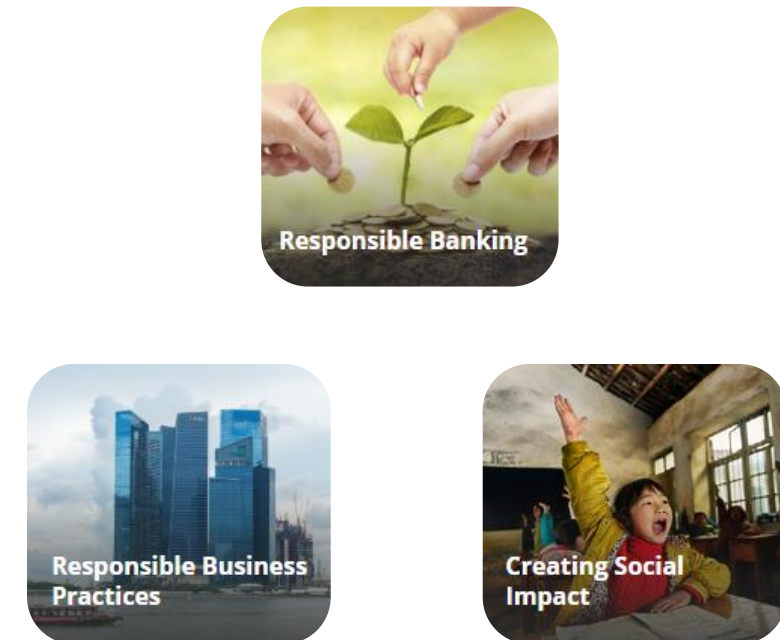 Responsible Banking
Responsible Business
Practices
Creating Social
Impact